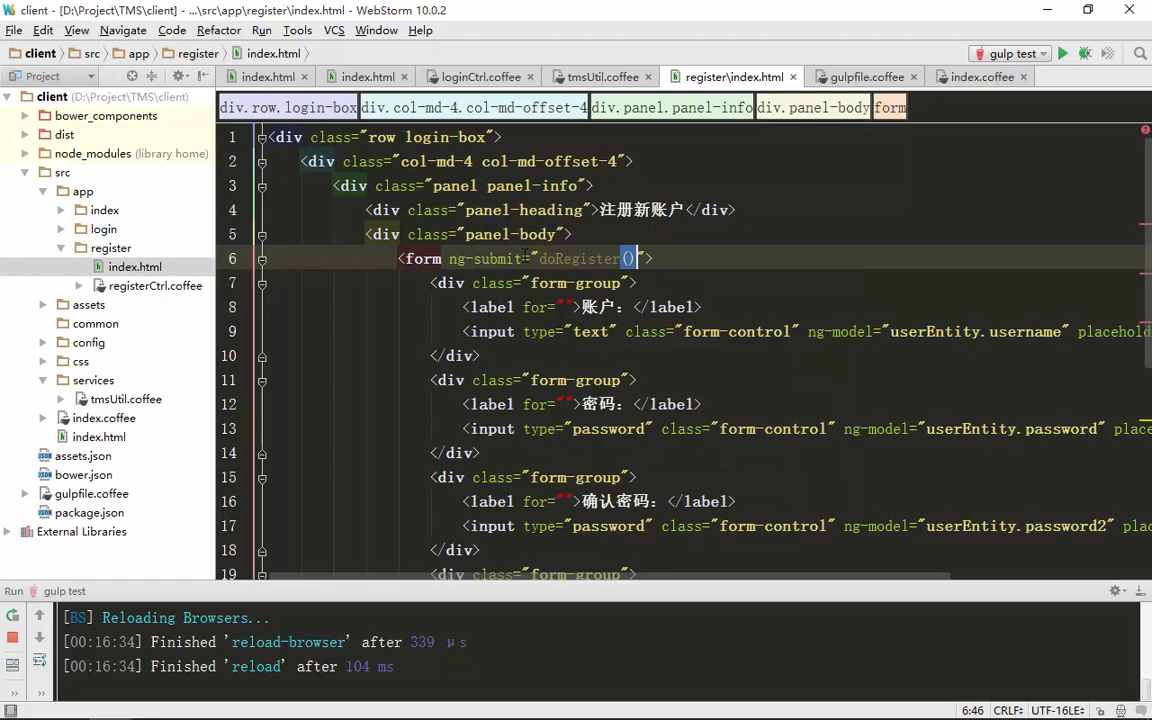 client - [D:\Project\TMS\client] - ...\src\app\register\index.html - WebStorm 10.0.2
File Edit View Navigate Code Refactor Run Tools VCS Window Help
client src app register index.html gulp test
Project index.html index.html loginCtrl.coffee tmsUtil.coffee register\index.html gulpfile.coffee index.coffee
client (D:\Project\TMS\client)
bower_components
dist
node_modules (library home)
src
app
index
login
register
index.html
registerCtrl.coffee
assets
common
config
css
services
tmsUtil.coffee
index.coffee
index.html
assets.json
bower.json
gulpfile.coffee
package.json
External Libraries
div.row.login-box div.col-md-4.col-md-offset-4 div.panel.panel-info div.panel-body form
1 <div class="row login-box">
2 <div class="col-md-4 col-md-offset-4">
3 <div class="panel panel-info">
4 <div class="panel-heading">注册新账户</div>
5 <div class="panel-body">
6 <form ng-submit="doRegister()">
7 <div class="form-group">
8 <label for="">账户：</label>
9 <input type="text" class="form-control" ng-model="userEntity.username" placehold
10 </div>
11 <div class="form-group">
12 <label for="">密码：</label>
13 <input type="password" class="form-control" ng-model="userEntity.password" place
14 </div>
15 <div class="form-group">
16 <label for="">确认密码：</label>
17 <input type="password" class="form-control" ng-model="userEntity.password2" plac
18 </div>
19 <div class="form-group">
Run gulp test
[BS] Reloading Browsers...
[00:16:34] Finished 'reload-browser' after 339 μs
[00:16:34] Finished 'reload' after 104 ms
6:46 CRLF UTF-16LE